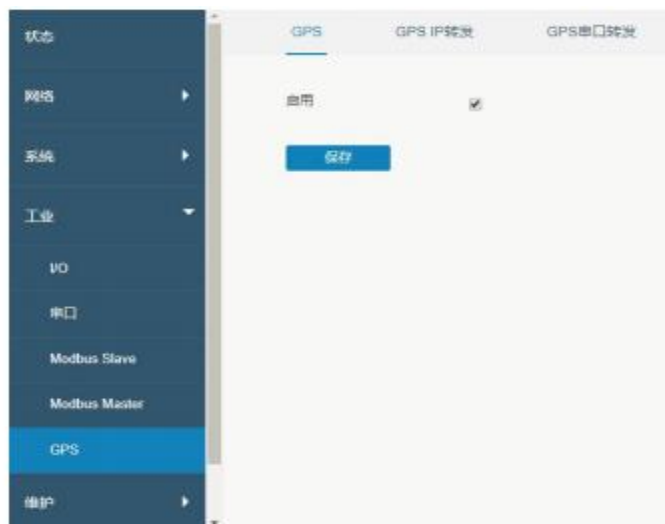 状态
网络
系统
工业
I/O
串口
Modbus Slave
Modbus Master
GPS
维护
GPS GPS IP转发 GPS串口转发
启用
保存